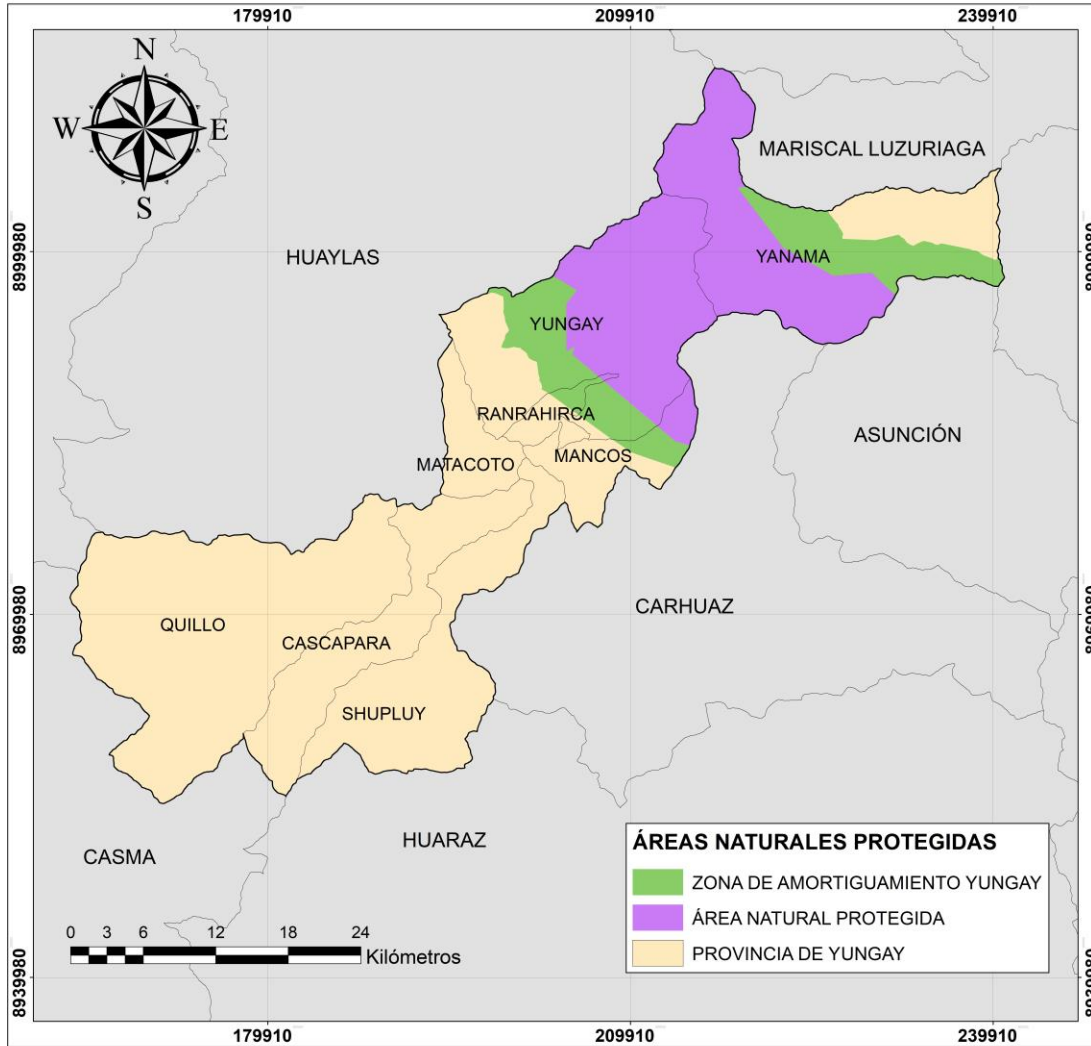 179910 209910 239910
N
W E
S
MARISCAL LUZURIAGA
8999980
HUAYLAS
YANAMA
YUNGAY
RANRAHIRCA
ASUNCIÓN
MATACOTO MANCOS
8969980
CARHUAZ
QUILLO
CASCAPARA
SHUPLUY
HUARAZ
CASMA
ÁREAS NATURALES PROTEGIDAS
ZONA DE AMORTIGUAMIENTO YUNGAY
ÁREA NATURAL PROTEGIDA
PROVINCIA DE YUNGAY
0 3 6 12 18 24
Kilómetros
8939980
179910 209910 239910